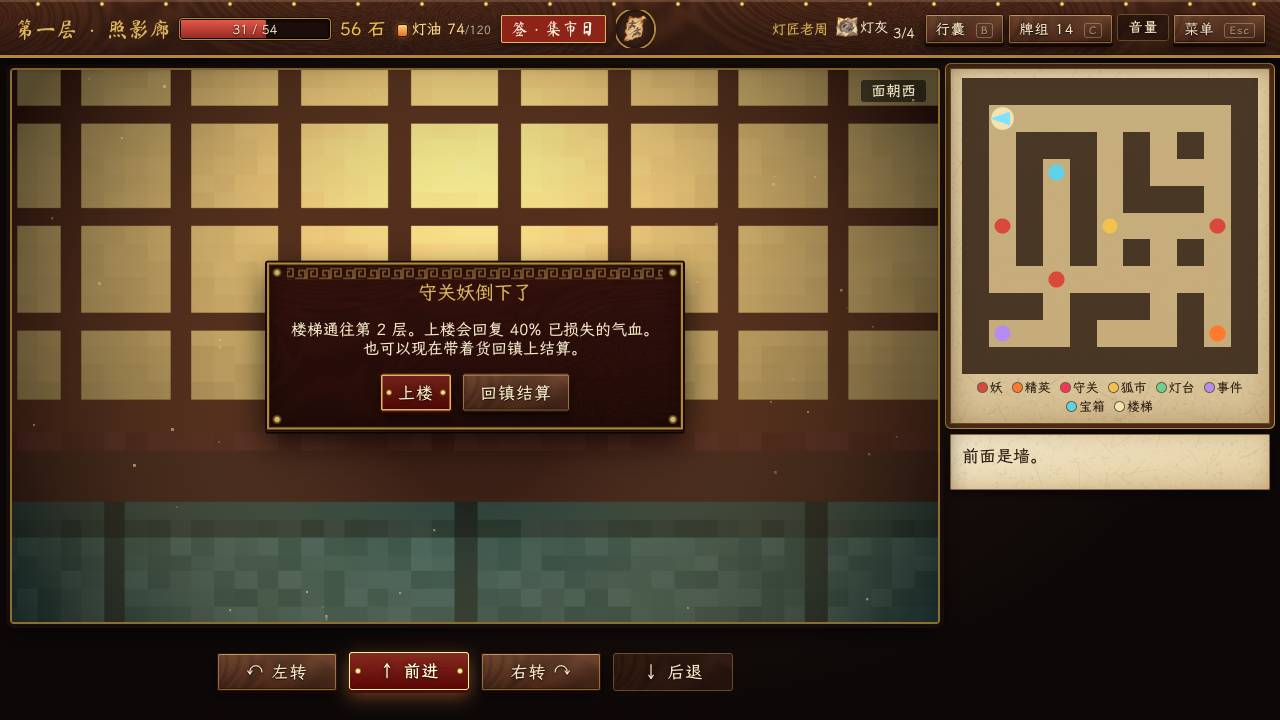 第一层 · 照影廊 31 / 54 56 石 灯油 74/120 签 · 集市日 灯匠老周 灯灰 3/4 行囊 B 牌组 14 C 音量 菜单 Esc
面朝西
守关妖倒下了
楼梯通往第 2 层。上楼会回复 40% 已损失的气血。
也可以现在带着货回镇上结算。
上楼 回镇结算
妖 精英 守关 狐市 灯台 事件
宝箱 楼梯
前面是墙。
↶ 左转 ↑ 前进 右转 ↷ ↓ 后退